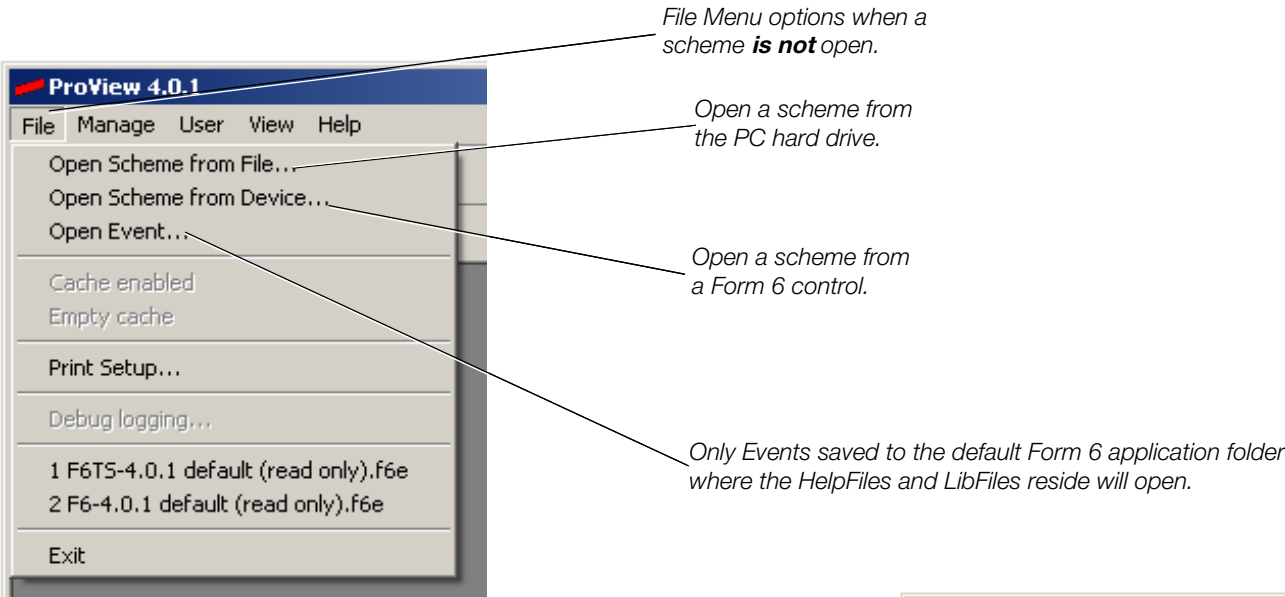 File Menu options when a
scheme is not open.
ProView 4.0.1
File Manage User View Help
Open a scheme from
the PC hard drive.
Open Scheme from File...
Open Scheme from Device...
Open Event...
Open a scheme from
a Form 6 control.
Cache enabled
Empty cache
Print Setup...
Debug logging...
Only Events saved to the default Form 6 application folder
where the HelpFiles and LibFiles reside will open.
1 F6TS-4.0.1 default (read only).f6e
2 F6-4.0.1 default (read only).f6e
Exit